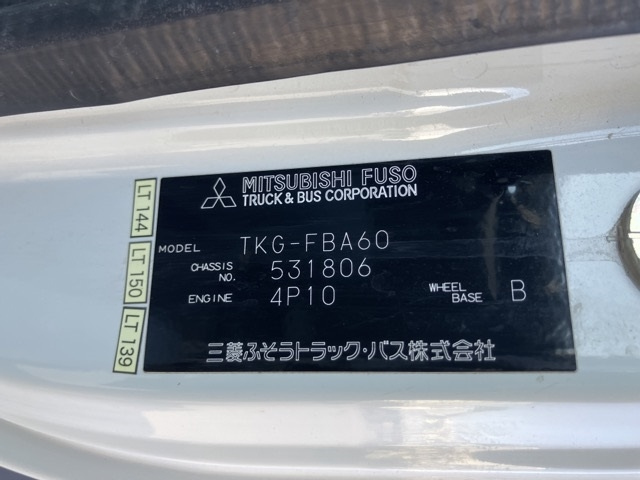 MITSUBISHI FUSO
TRUCK & BUS CORPORATION
MODEL TKG-FBA60
CHASSIS NO. 531806
ENGINE 4P10 WHEEL BASE B
三菱ふそうトラック・バス株式会社
LT 144
LT 150
LT 139